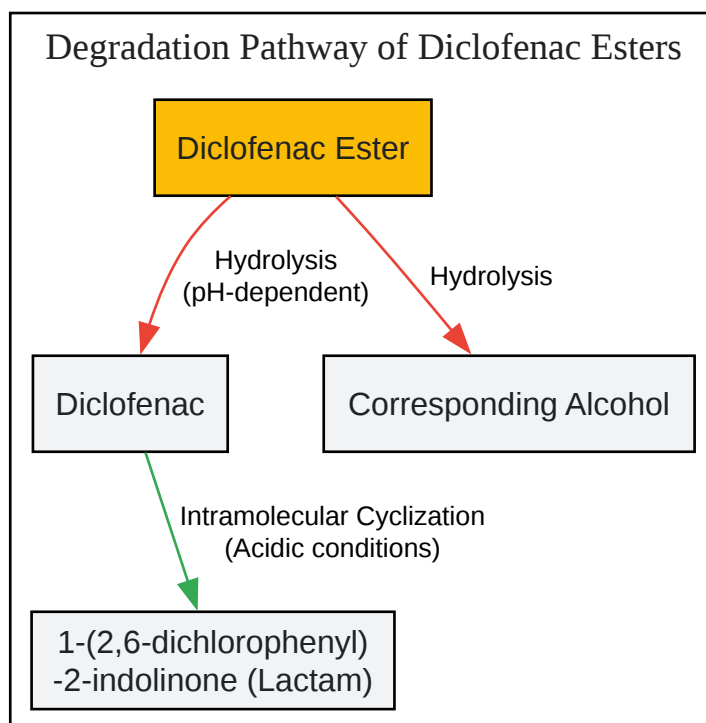 Degradation Pathway of Diclofenac Esters
Diclofenac Ester
Hydrolysis
(pH-dependent)
Hydrolysis
Diclofenac
Corresponding Alcohol
Intramolecular Cyclization
(Acidic conditions)
1-(2,6-dichlorophenyl)
-2-indolinone (Lactam)